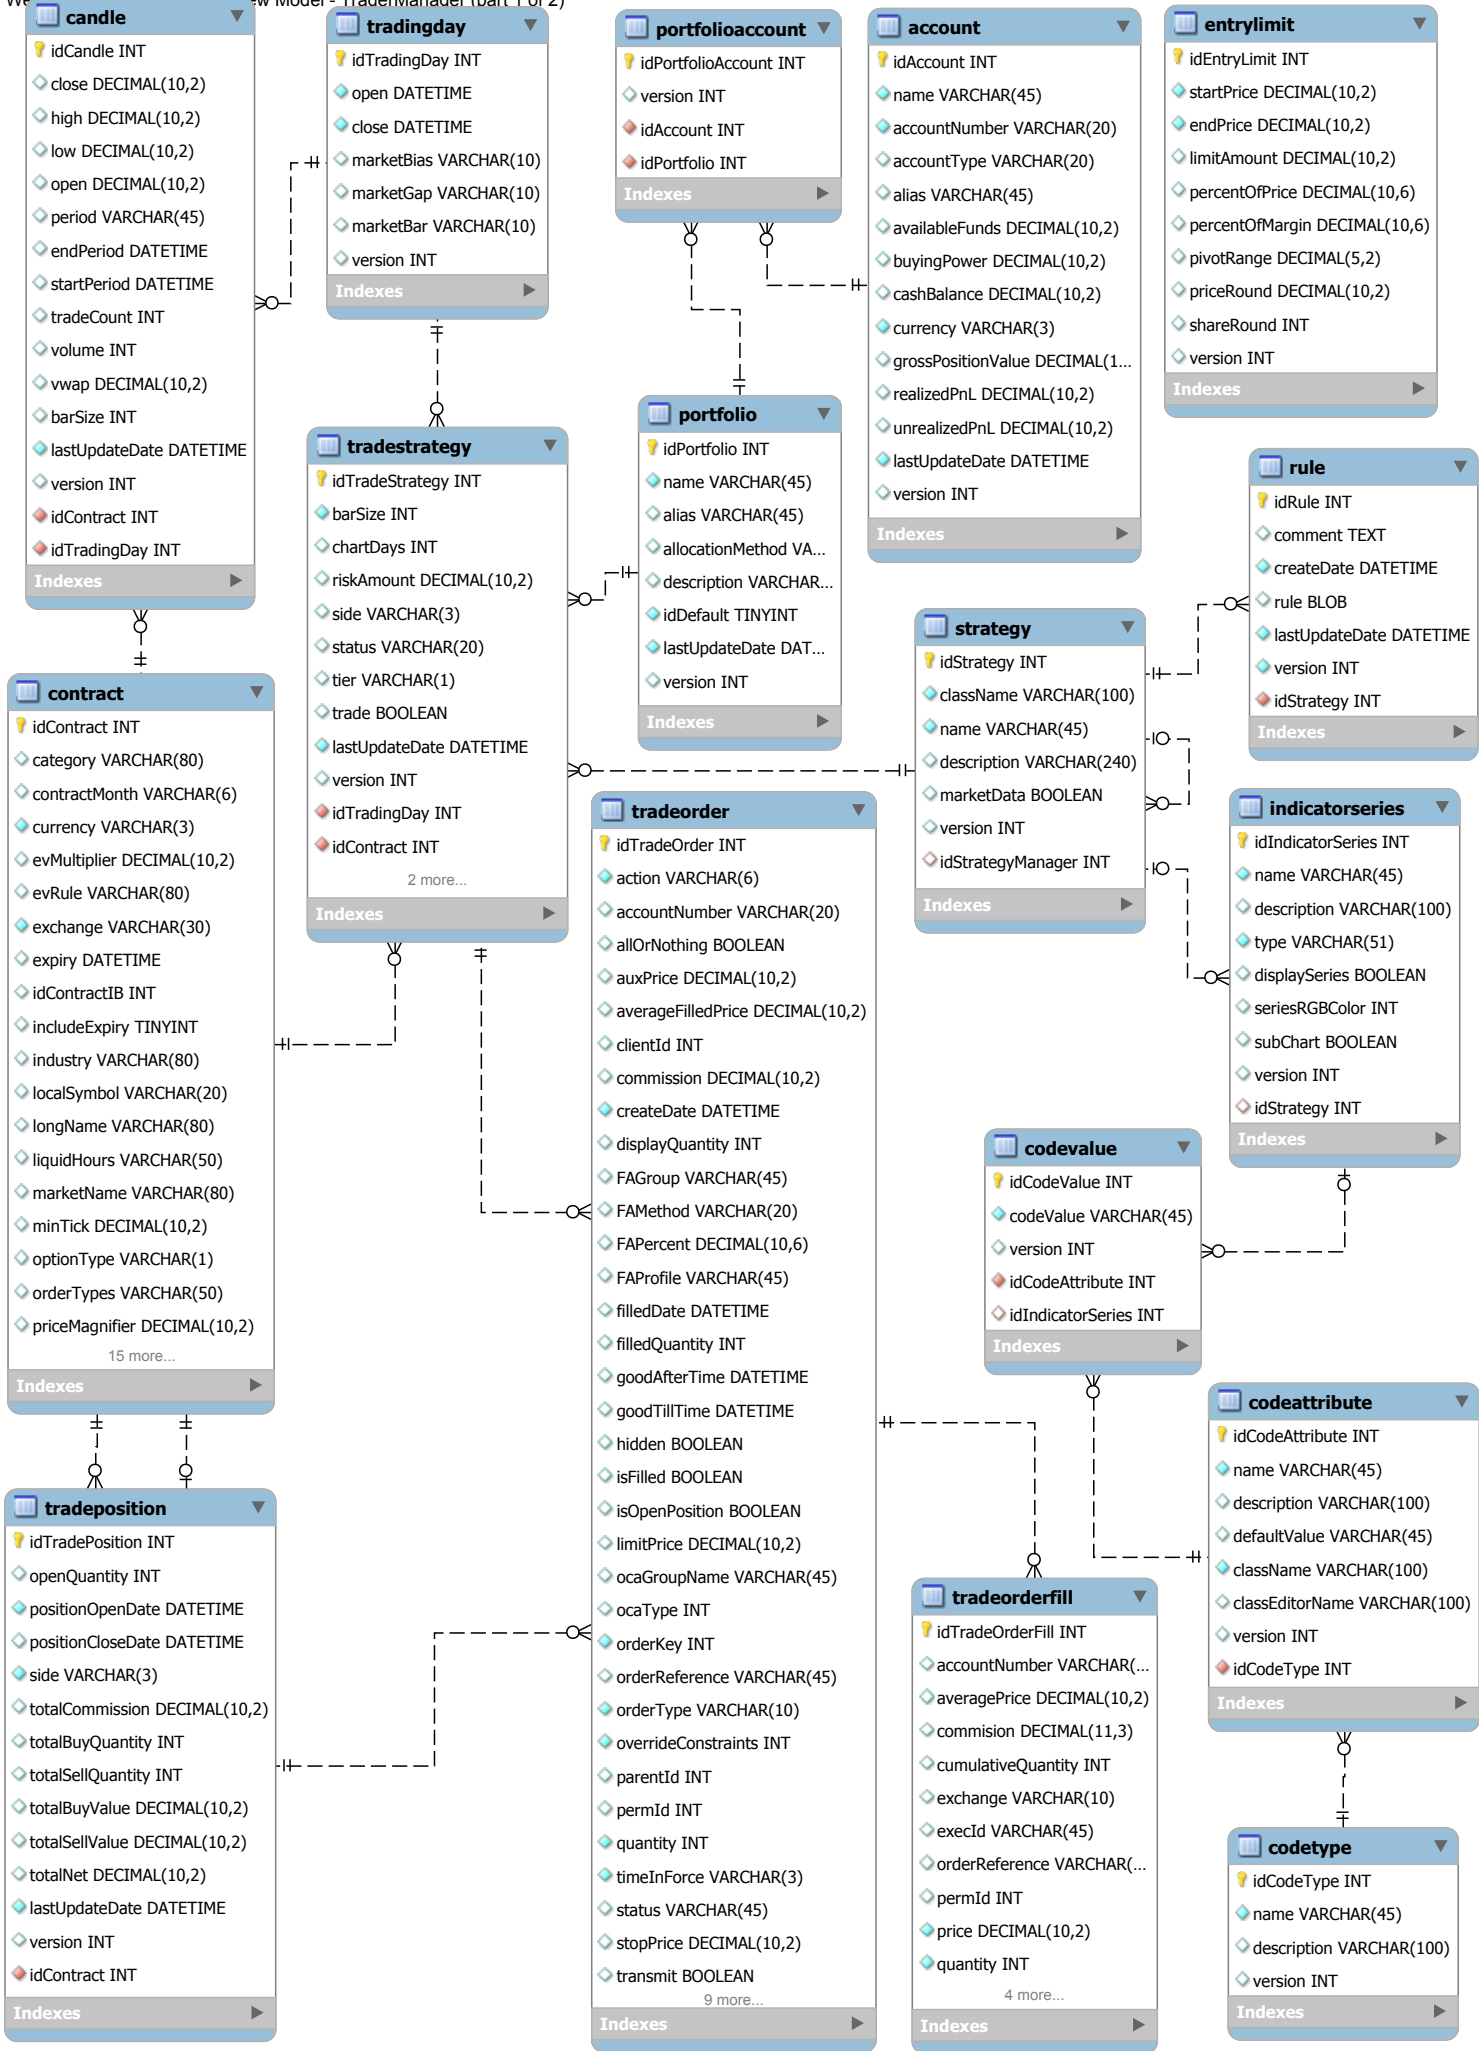 ew Model - TraderManager (part 1 of 2)
candle
idCandle INT
close DECIMAL(10,2)
high DECIMAL(10,2)
low DECIMAL(10,2)
open DECIMAL(10,2)
period VARCHAR(45)
endPeriod DATETIME
startPeriod DATETIME
tradeCount INT
volume INT
vwap DECIMAL(10,2)
barSize INT
lastUpdateDate DATETIME
version INT
idContract INT
idTradingDay INT
Indexes
tradingday
idTradingDay INT
open DATETIME
close DATETIME
marketBias VARCHAR(10)
marketGap VARCHAR(10)
marketBar VARCHAR(10)
version INT
Indexes
portfolioaccount
idPortfolioAccount INT
version INT
idAccount INT
idPortfolio INT
Indexes
account
idAccount INT
name VARCHAR(45)
accountNumber VARCHAR(20)
accountType VARCHAR(20)
alias VARCHAR(45)
availableFunds DECIMAL(10,2)
buyingPower DECIMAL(10,2)
cashBalance DECIMAL(10,2)
currency VARCHAR(3)
grossPositionValue DECIMAL(1...
realizedPnL DECIMAL(10,2)
unrealizedPnL DECIMAL(10,2)
lastUpdateDate DATETIME
version INT
Indexes
entrylimit
idEntryLimit INT
startPrice DECIMAL(10,2)
endPrice DECIMAL(10,2)
limitAmount DECIMAL(10,2)
percentOfPrice DECIMAL(10,6)
percentOfMargin DECIMAL(10,6)
pivotRange DECIMAL(5,2)
priceRound DECIMAL(10,2)
shareRound INT
version INT
Indexes
tradestrategy
idTradeStrategy INT
barSize INT
chartDays INT
riskAmount DECIMAL(10,2)
side VARCHAR(3)
status VARCHAR(20)
tier VARCHAR(1)
trade BOOLEAN
lastUpdateDate DATETIME
version INT
idTradingDay INT
idContract INT
2 more...
Indexes
portfolio
idPortfolio INT
name VARCHAR(45)
alias VARCHAR(45)
allocationMethod VA...
description VARCHAR...
idDefault TINYINT
lastUpdateDate DAT...
version INT
Indexes
rule
idRule INT
comment TEXT
createDate DATETIME
rule BLOB
lastUpdateDate DATETIME
version INT
idStrategy INT
Indexes
strategy
idStrategy INT
className VARCHAR(100)
name VARCHAR(45)
description VARCHAR(240)
marketData BOOLEAN
version INT
idStrategyManager INT
Indexes
contract
idContract INT
category VARCHAR(80)
contractMonth VARCHAR(6)
currency VARCHAR(3)
evMultiplier DECIMAL(10,2)
evRule VARCHAR(80)
exchange VARCHAR(30)
expiry DATETIME
idContractIB INT
includeExpiry TINYINT
industry VARCHAR(80)
localSymbol VARCHAR(20)
longName VARCHAR(80)
liquidHours VARCHAR(50)
marketName VARCHAR(80)
minTick DECIMAL(10,2)
optionType VARCHAR(1)
orderTypes VARCHAR(50)
priceMagnifier DECIMAL(10,2)
15 more...
Indexes
tradeorder
idTradeOrder INT
action VARCHAR(6)
accountNumber VARCHAR(20)
allOrNothing BOOLEAN
auxPrice DECIMAL(10,2)
averageFilledPrice DECIMAL(10,2)
clientId INT
commission DECIMAL(10,2)
createDate DATETIME
displayQuantity INT
FAGroup VARCHAR(45)
FAMethod VARCHAR(20)
FAPercent DECIMAL(10,6)
FAProfile VARCHAR(45)
filledDate DATETIME
filledQuantity INT
goodAfterTime DATETIME
goodTillTime DATETIME
hidden BOOLEAN
isFilled BOOLEAN
isOpenPosition BOOLEAN
limitPrice DECIMAL(10,2)
ocaGroupName VARCHAR(45)
ocaType INT
orderKey INT
orderReference VARCHAR(45)
orderType VARCHAR(10)
overrideConstraints INT
parentId INT
permId INT
quantity INT
timeInForce VARCHAR(3)
status VARCHAR(45)
stopPrice DECIMAL(10,2)
transmit BOOLEAN
9 more...
Indexes
indicatorseries
idIndicatorSeries INT
name VARCHAR(45)
description VARCHAR(100)
type VARCHAR(51)
displaySeries BOOLEAN
seriesRGBColor INT
subChart BOOLEAN
version INT
idStrategy INT
Indexes
codevalue
idCodeValue INT
codeValue VARCHAR(45)
version INT
idCodeAttribute INT
idIndicatorSeries INT
Indexes
codeattribute
idCodeAttribute INT
name VARCHAR(45)
description VARCHAR(100)
defaultValue VARCHAR(45)
className VARCHAR(100)
classEditorName VARCHAR(100)
version INT
idCodeType INT
Indexes
tradeposition
idTradePosition INT
openQuantity INT
positionOpenDate DATETIME
positionCloseDate DATETIME
side VARCHAR(3)
totalCommission DECIMAL(10,2)
totalBuyQuantity INT
totalSellQuantity INT
totalBuyValue DECIMAL(10,2)
totalSellValue DECIMAL(10,2)
totalNet DECIMAL(10,2)
lastUpdateDate DATETIME
version INT
idContract INT
Indexes
tradeorderfill
idTradeOrderFill INT
accountNumber VARCHAR(...
averagePrice DECIMAL(10,2)
commision DECIMAL(11,3)
cumulativeQuantity INT
exchange VARCHAR(10)
execId VARCHAR(45)
orderReference VARCHAR(...
permId INT
price DECIMAL(10,2)
quantity INT
4 more...
Indexes
codetype
idCodeType INT
name VARCHAR(45)
description VARCHAR(100)
version INT
Indexes